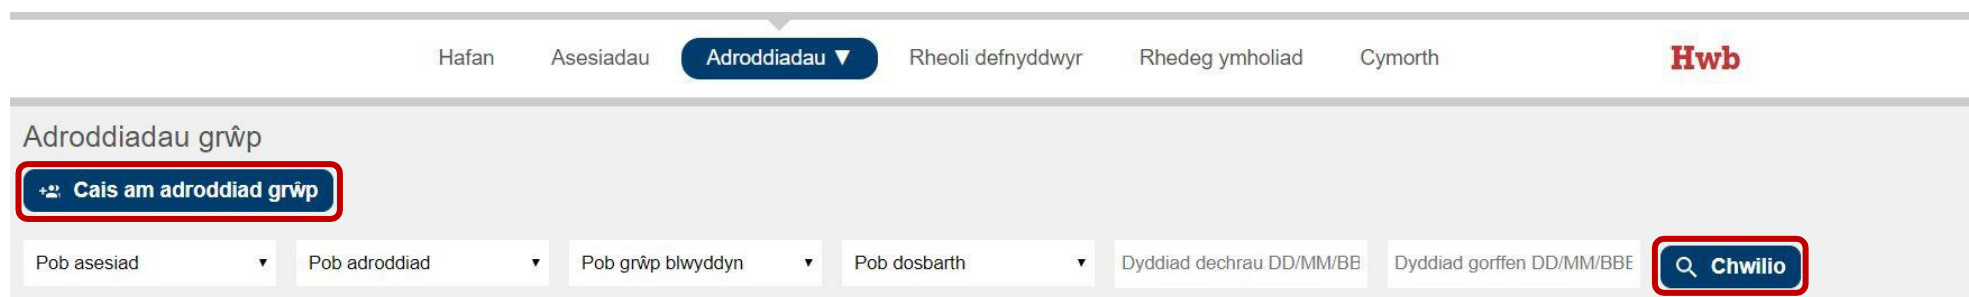 Hafan Asesiadau Adroddiadau ▼ Rheoli defnyddwyr Rhedeg ymholiad Cymorth Hwb
Adroddiadau grŵp
Cais am adroddiad grŵp
Pob asesiad Pob adroddiad Pob grŵp blwyddyn Pob dosbarth Dyddiad dechrau DD/MM/BB Dyddiad gorffen DD/MM/BBB Chwilio